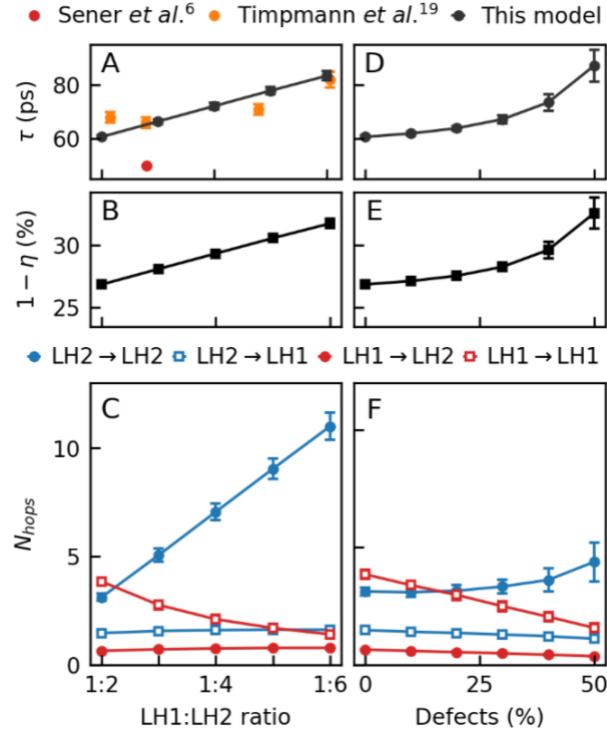 Sener et al.6 Timpmann et al.19 This model
A D
80
60
τ (ps)
B E
30
25
1 − η (%)
LH2→LH2 LH2→LH1 LH1→LH2 LH1→LH1
C F
10
5
0
Nhops
1:2 1:4 1:6 0 25 50
LH1:LH2 ratio Defects (%)